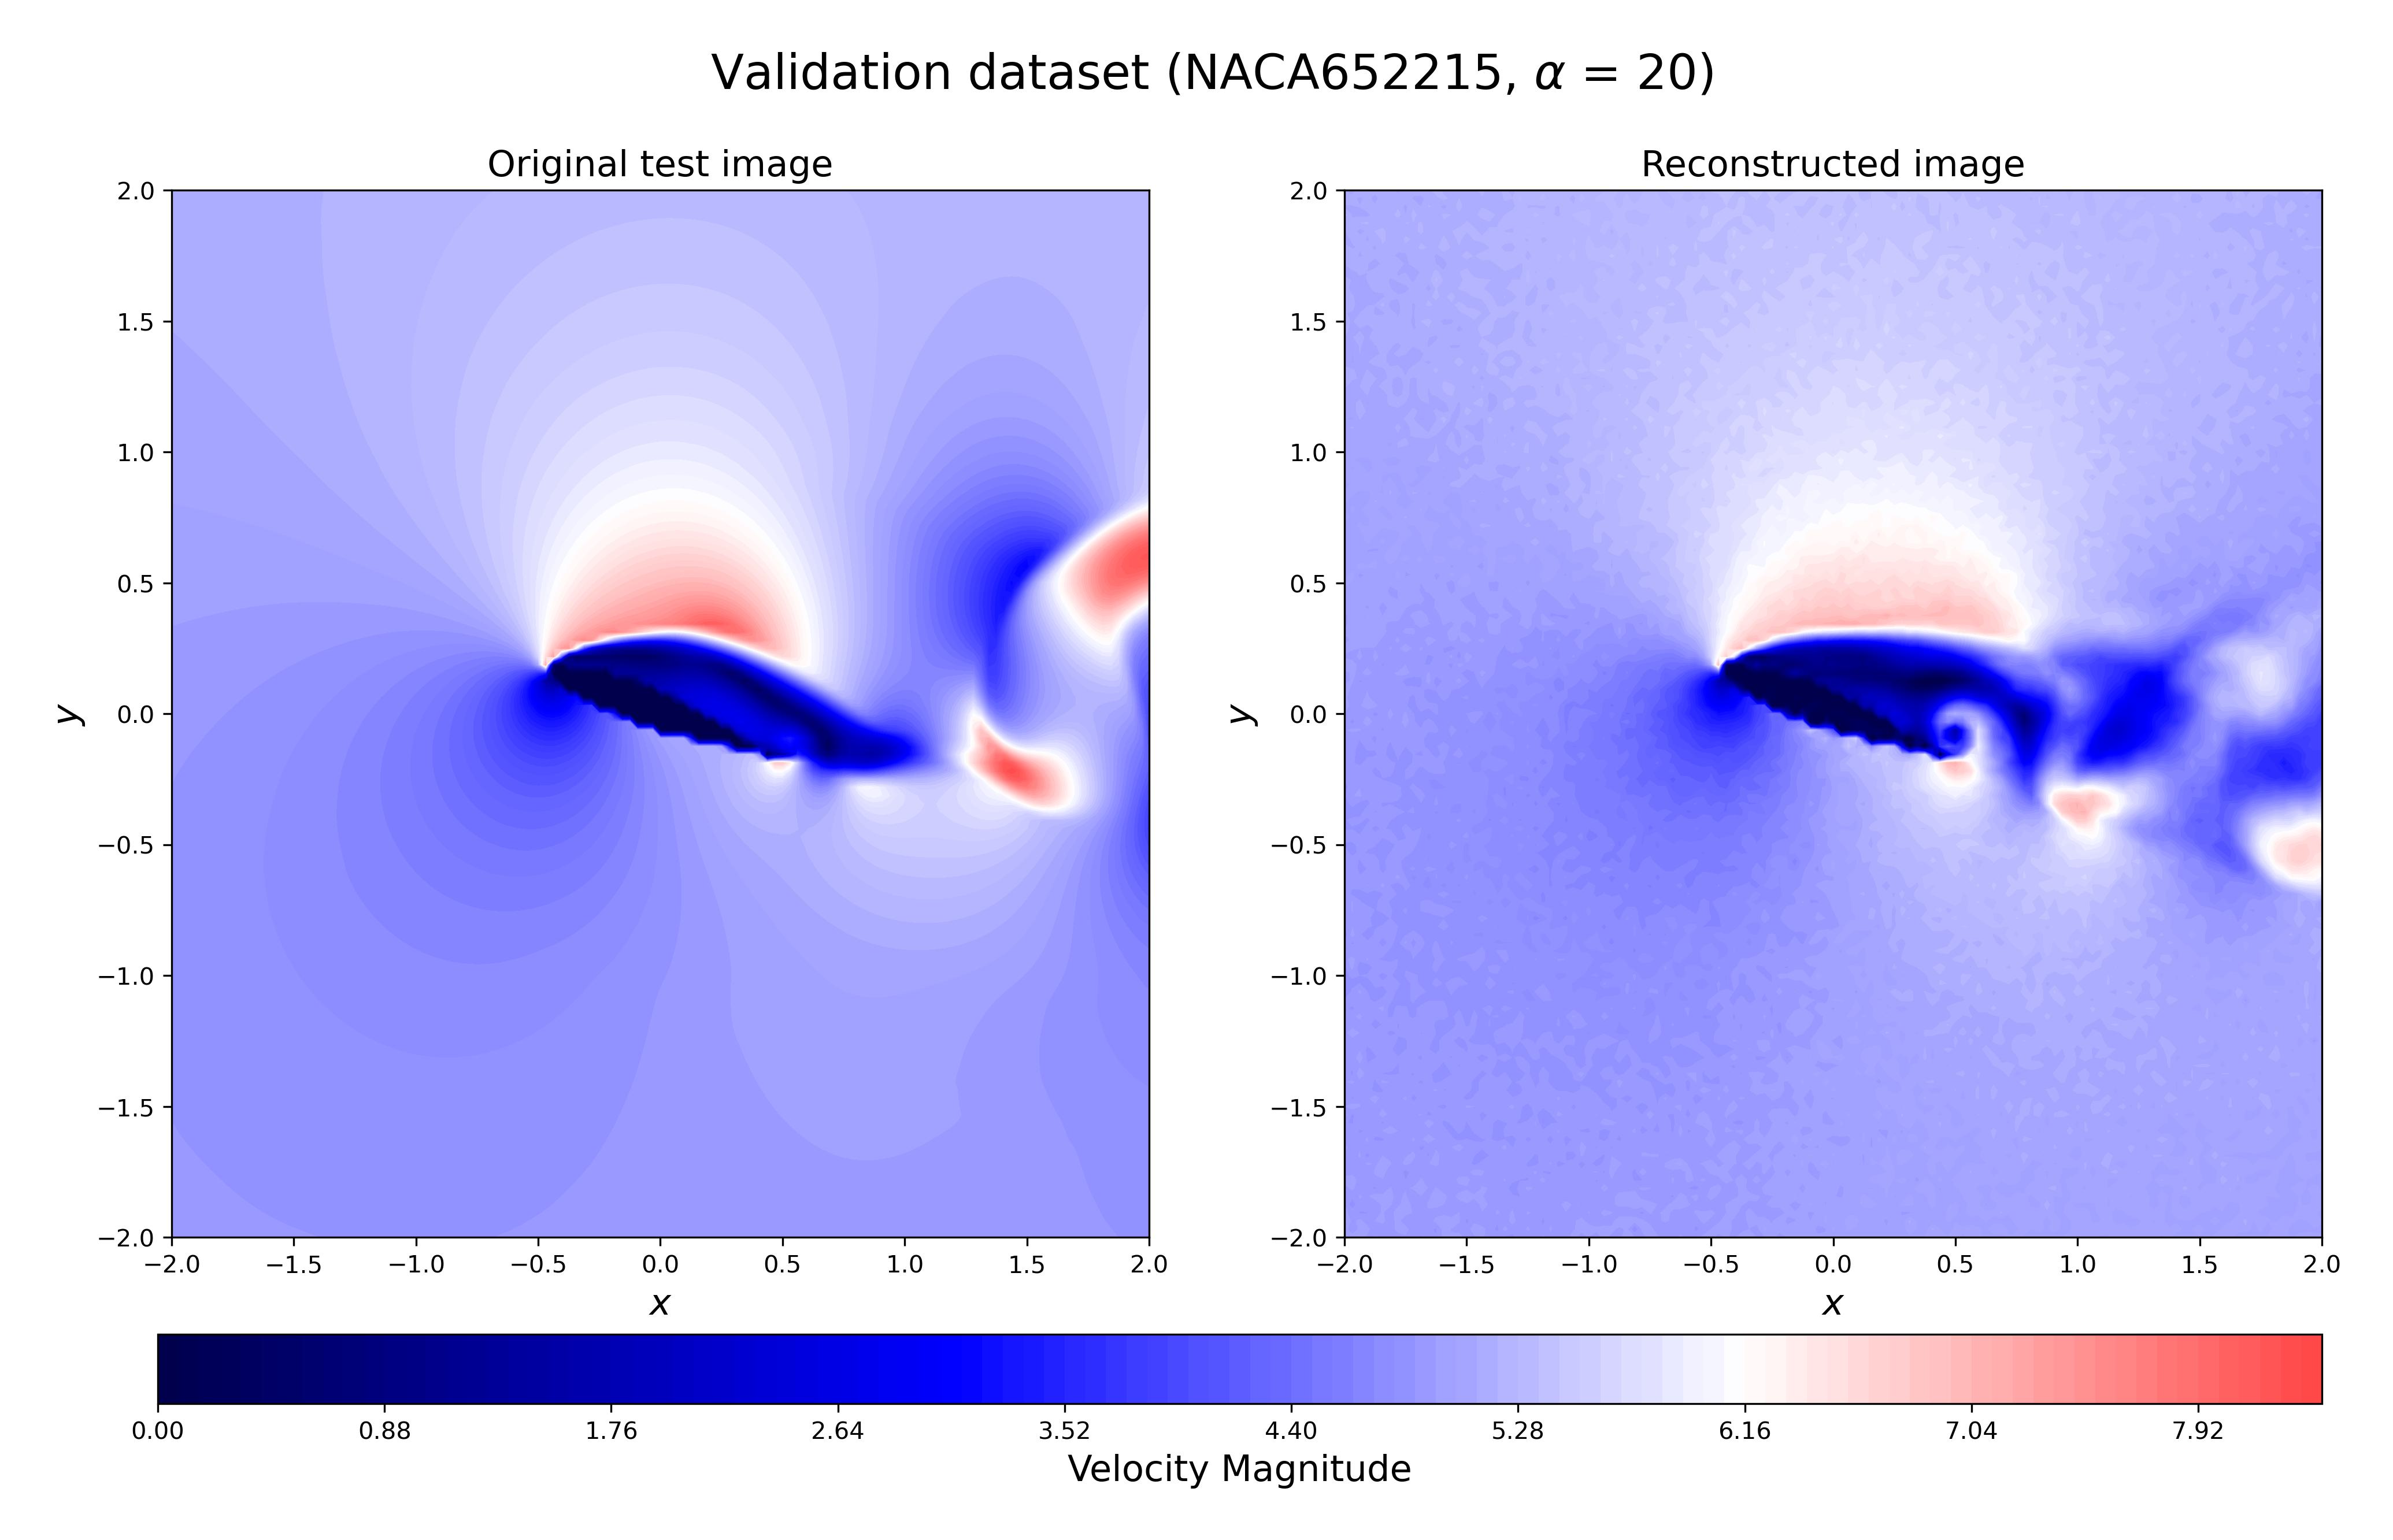 Validation dataset (NACA652215, α = 20)
Original test image
Reconstructed image
2.0
1.5
1.0
0.5
0.0
−0.5
−1.0
−1.5
−2.0
y
2.0
1.5
1.0
0.5
0.0
−0.5
−1.0
−1.5
−2.0
y
−2.0 −1.5 −1.0 −0.5 0.0 0.5 1.0 1.5 2.0
x
−2.0 −1.5 −1.0 −0.5 0.0 0.5 1.0 1.5 2.0
x
0.00 0.88 1.76 2.64 3.52 4.40 5.28 6.16 7.04 7.92
Velocity Magnitude